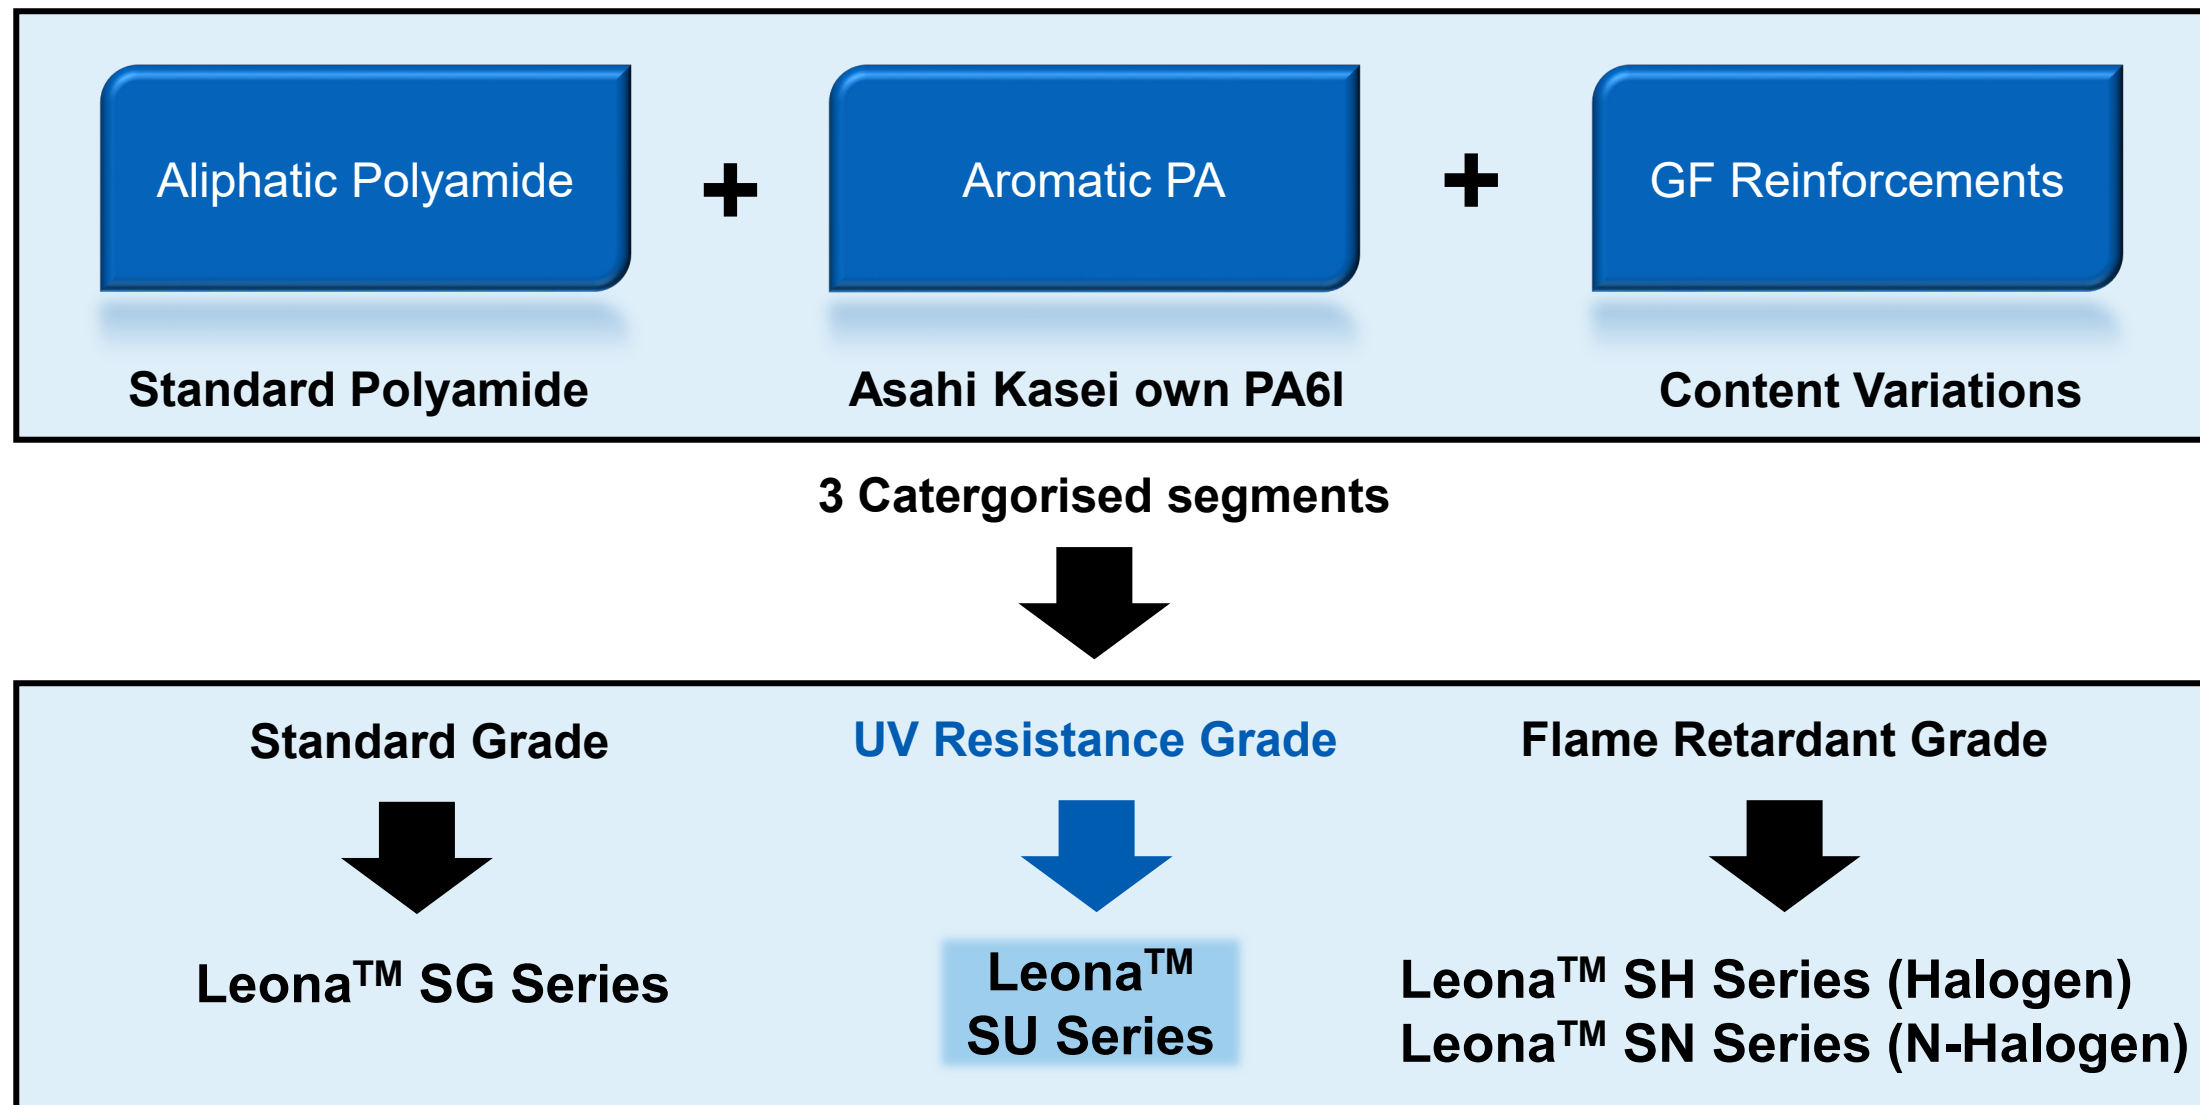 Aliphatic Polyamide + Aromatic PA + GF Reinforcements
Standard Polyamide Asahi Kasei own PA6I Content Variations
3 Catergorised segments
Standard Grade UV Resistance Grade Flame Retardant Grade
Leona™ SG Series
Leona™
SU Series
Leona™ SH Series (Halogen)
Leona™ SN Series (N-Halogen)